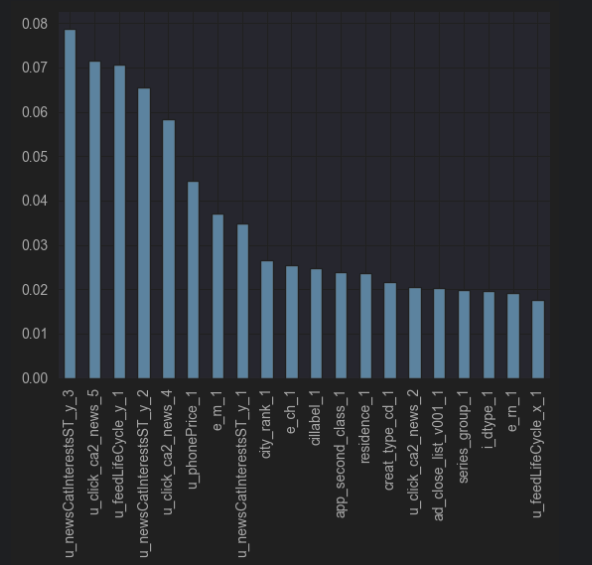 0.08
0.07
0.06
0.05
0.04
0.03
0.02
0.01
0.00
u_newsCatInterestsST_y_3
u_click_ca2_news_5
u_feedLifeCycle_y_1
u_newsCatInterestsST_y_2
u_click_ca2_news_4
u_phonePrice_1
e_m_1
u_newsCatInterestsST_y_1
city_rank_1
e_ch_1
cillabel_1
app_second_class_1
residence_1
creat_type_cd_1
u_click_ca2_news_2
ad_close_list_v001_1
series_group_1
i_dtype_1
e_rn_1
u_feedLifeCycle_x_1